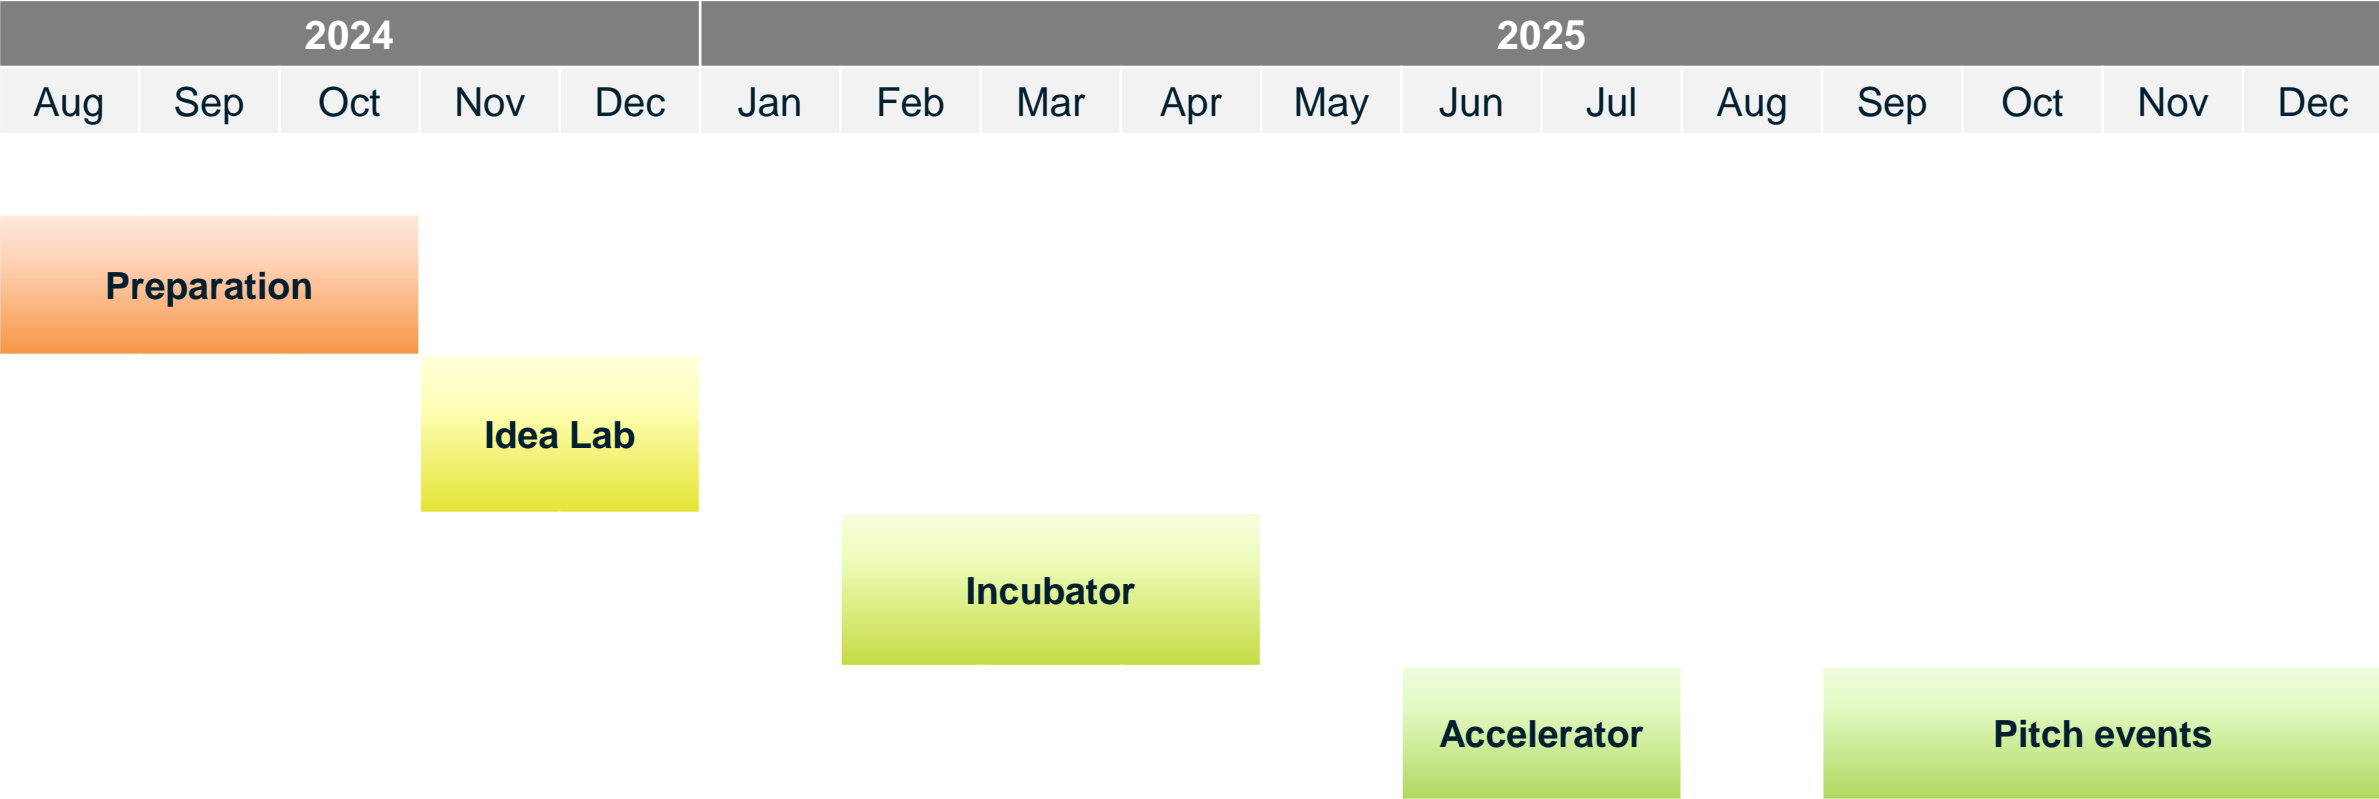 2024 2025
Aug Sep Oct Nov Dec Jan Feb Mar Apr May Jun Jul Aug Sep Oct Nov Dec
Preparation
Idea Lab
Incubator
Accelerator Pitch events